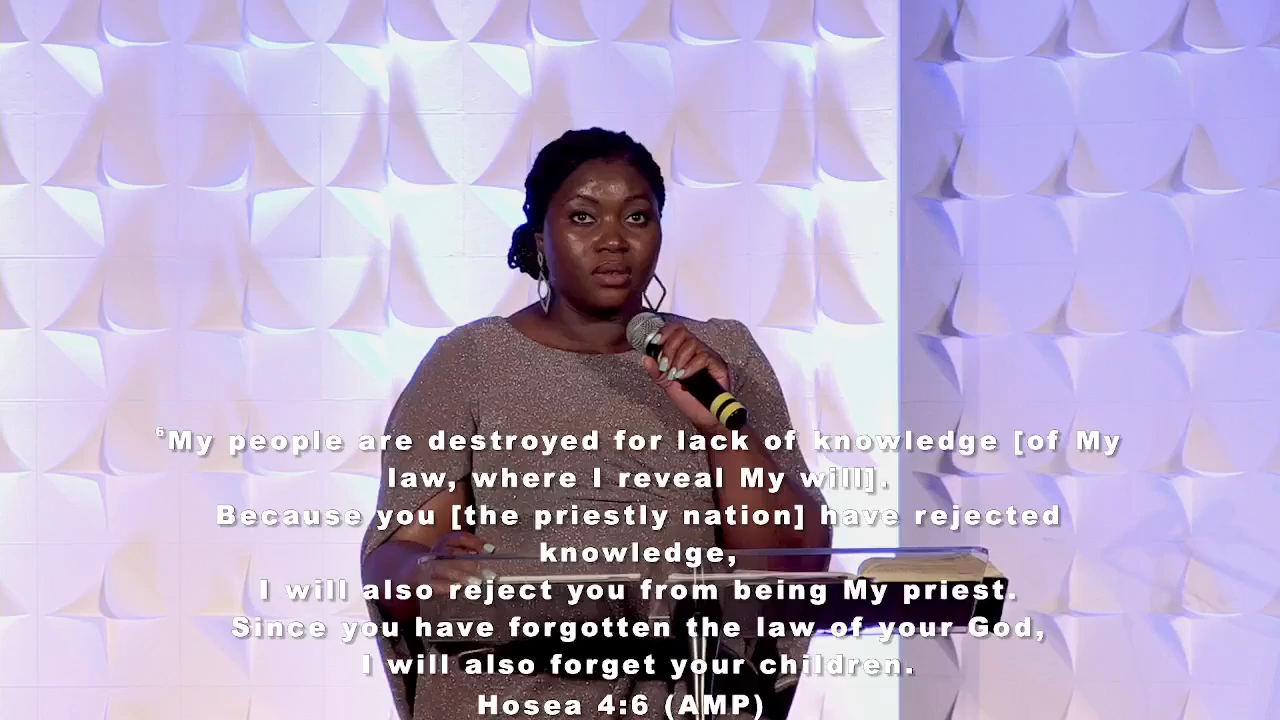 ⁶My people are destroyed for lack of knowledge [of My
law, where I reveal My will].
Because you [the priestly nation] have rejected
knowledge,
I will also reject you from being My priest.
Since you have forgotten the law of your God,
I will also forget your children.
Hosea 4:6 (AMP)